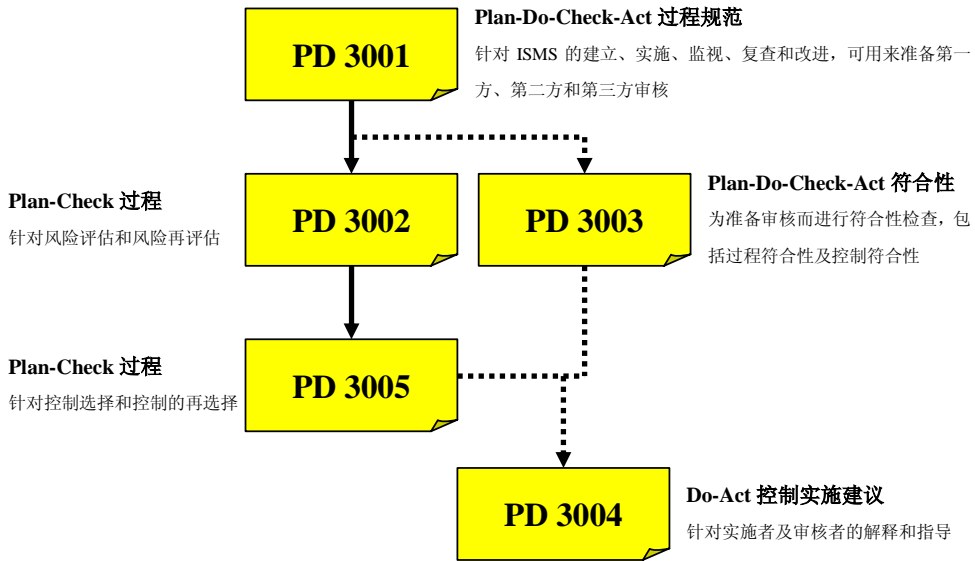 Plan-Do-Check-Act 过程规范
PD 3001
针对 ISMS 的建立、实施、监视、复查和改进，可用来准备第一
方、第二方和第三方审核
Plan-Check 过程
针对风险评估和风险再评估
PD 3002
PD 3003
Plan-Do-Check-Act 符合性
为准备审核而进行符合性检查，包
括过程符合性及控制符合性
Plan-Check 过程
针对控制选择和控制的再选择
PD 3005
PD 3004
Do-Act 控制实施建议
针对实施者及审核者的解释和指导